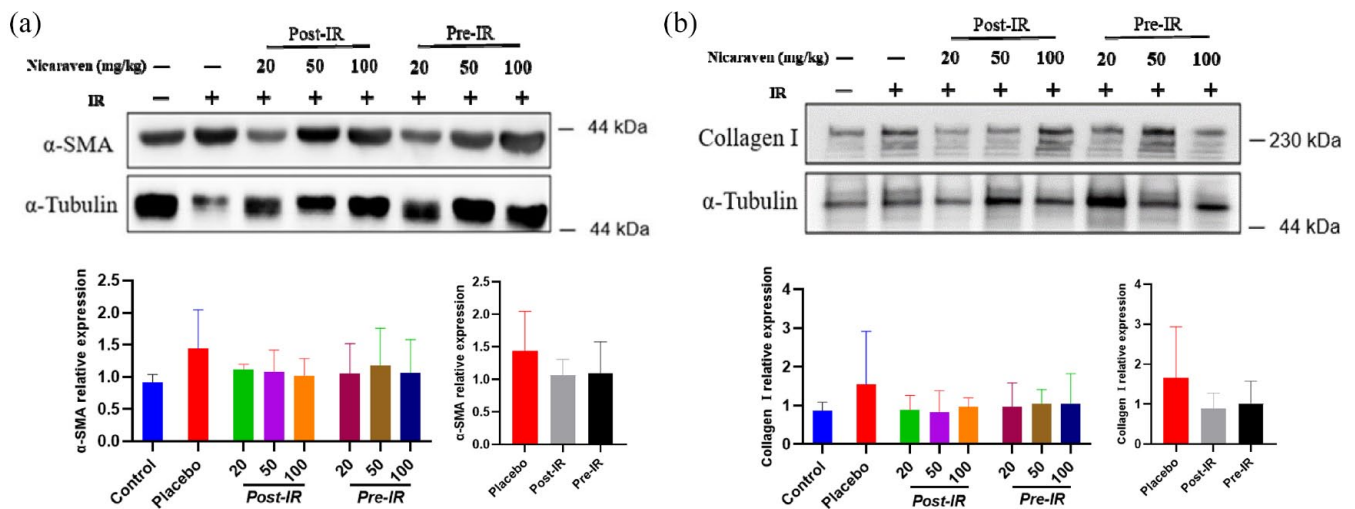 (a)
Post-IR Pre-IR
Nicaraven (mg/kg) — — 20 50 100 20 50 100
IR — + + + + + + +
α-SMA — 44 kDa
α-Tubulin — 44 kDa
α-SMA relative expression
2.5
2.0
1.5
1.0
0.5
0.0
Control Placebo 20 50 100 20 50 100
Post-IR Pre-IR
α-SMA relative expression
2.5
2.0
1.5
1.0
0.5
0.0
Placebo Post-IR Pre-IR
(b)
Post-IR Pre-IR
Nicaraven (mg/kg) — — 20 50 100 20 50 100
IR — + + + + + + +
Collagen I — 230 kDa
α-Tubulin — 44 kDa
Collagen I relative expression
4
3
2
1
0
Control Placebo 20 50 100 20 50 100
Post-IR Pre-IR
Collagen I relative expression
4
3
2
1
0
Placebo Post-IR Pre-IR